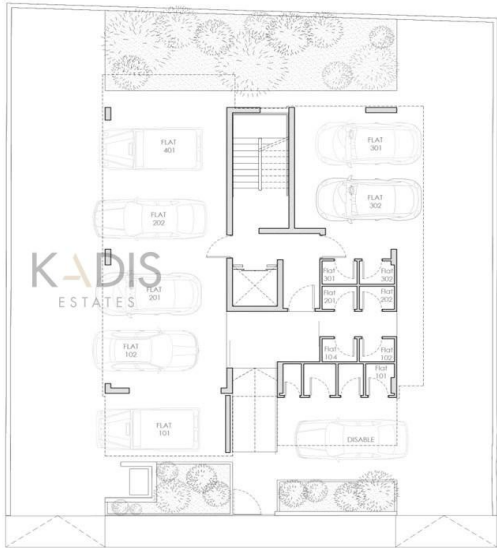 FLAT
401
FLAT
301
FLAT
202
FLAT
302
KADIS
ESTATES
FLAT
201
Flat
301
Flat
302
Flat
201
Flat
202
FLAT
102
Flat
104
Flat
102
Flat
101
FLAT
101
DISABLE